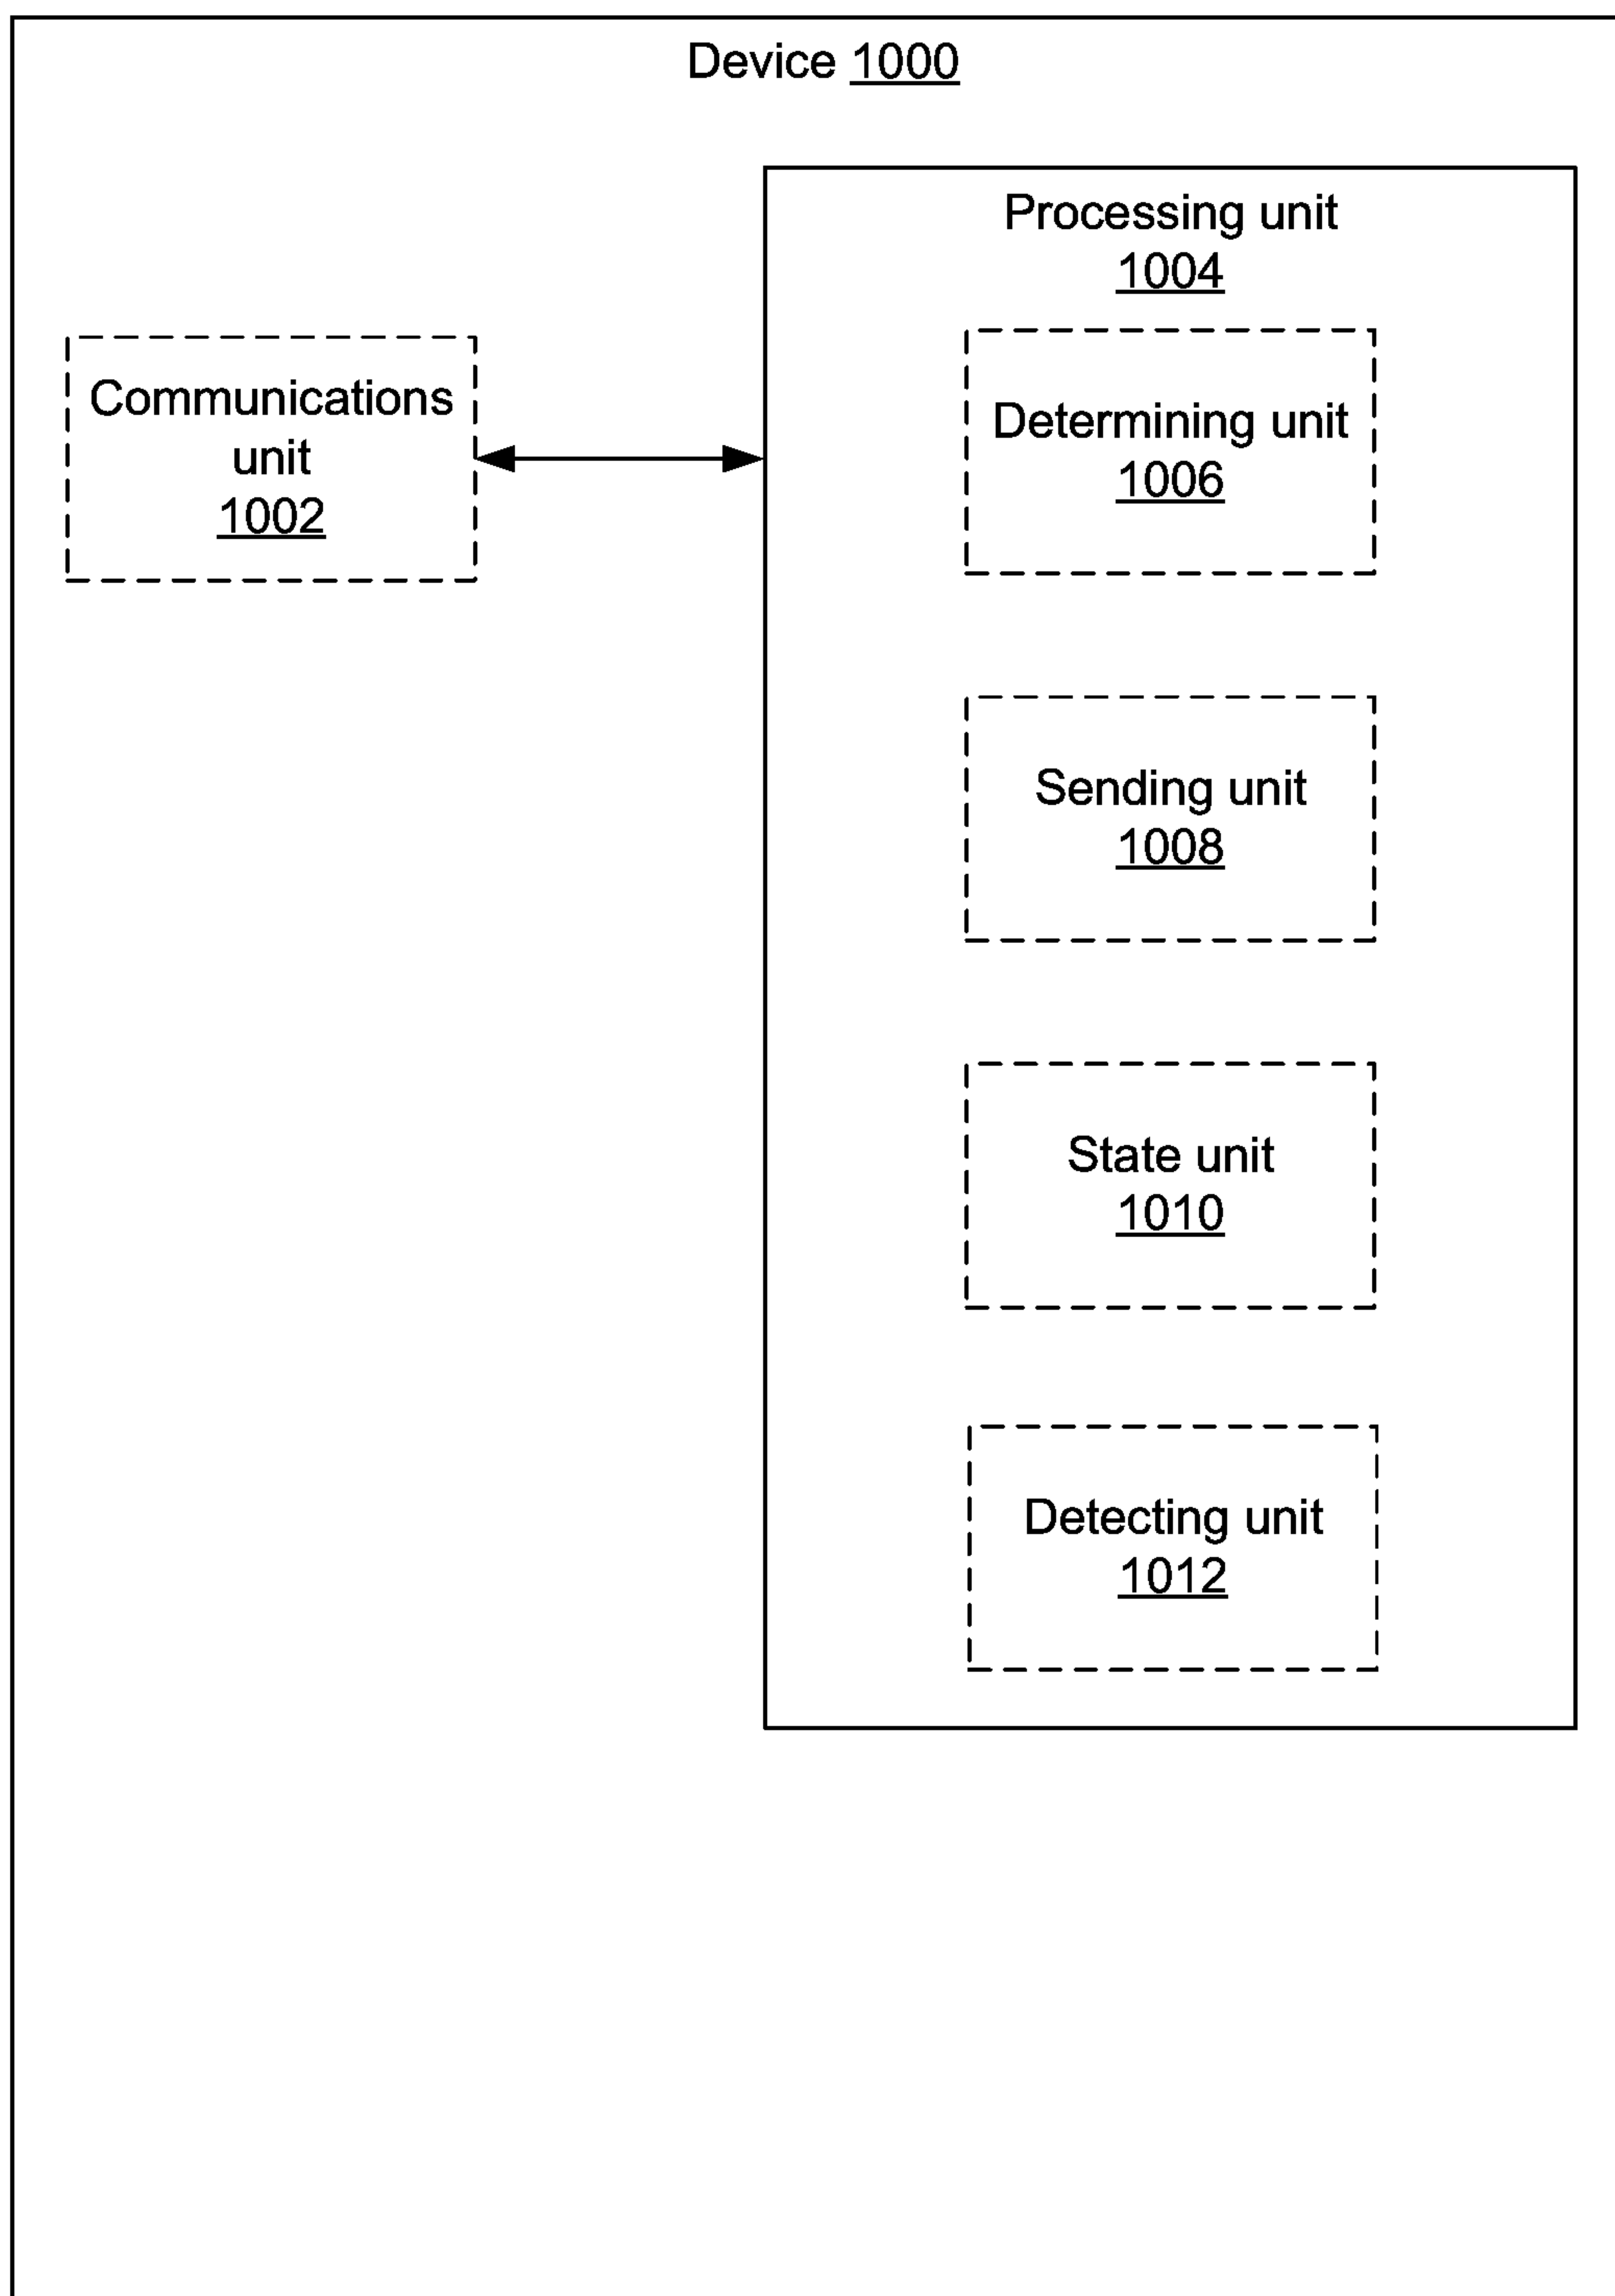 Device 1000
Processing unit
1004
Communications
unit
1002
Determining unit
1006
Sending unit
1008
State unit
1010
Detecting unit
1012